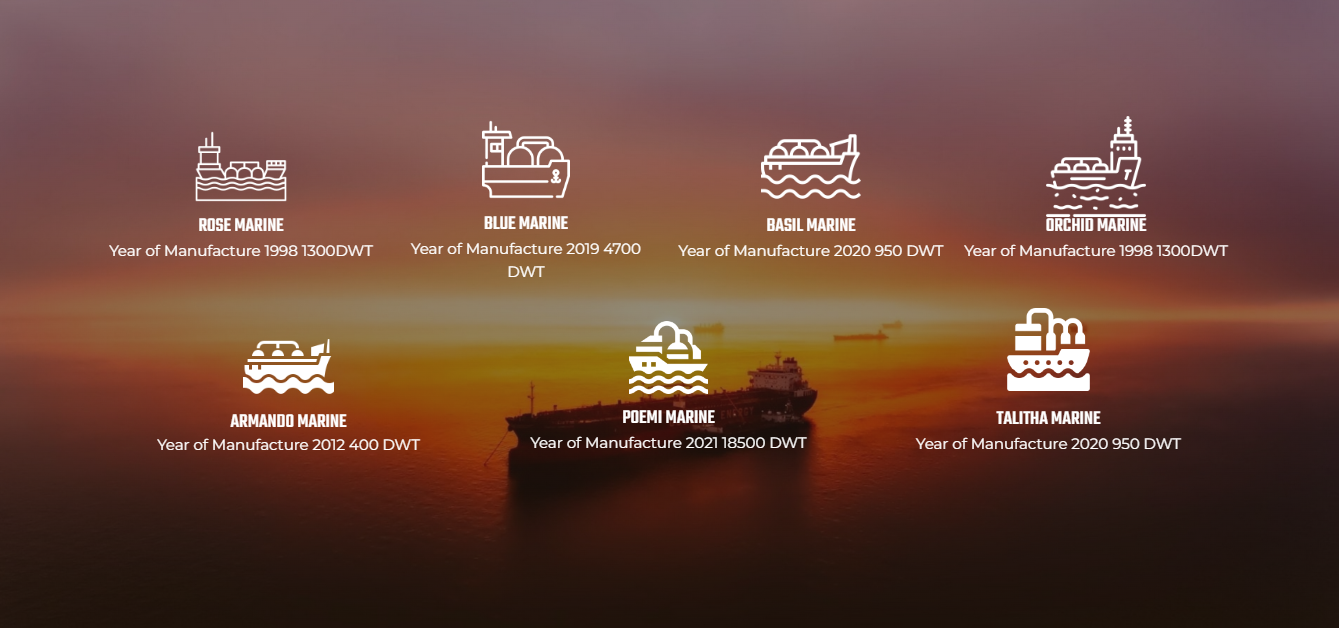 ROSE MARINE
Year of Manufacture 1998 1300DWT
BLUE MARINE
Year of Manufacture 2019 4700
DWT
BASIL MARINE
Year of Manufacture 2020 950 DWT
ORCHID MARINE
Year of Manufacture 1998 1300DWT
ARMANDO MARINE
Year of Manufacture 2012 400 DWT
POEMI MARINE
Year of Manufacture 2021 18500 DWT
TALITHA MARINE
Year of Manufacture 2020 950 DWT